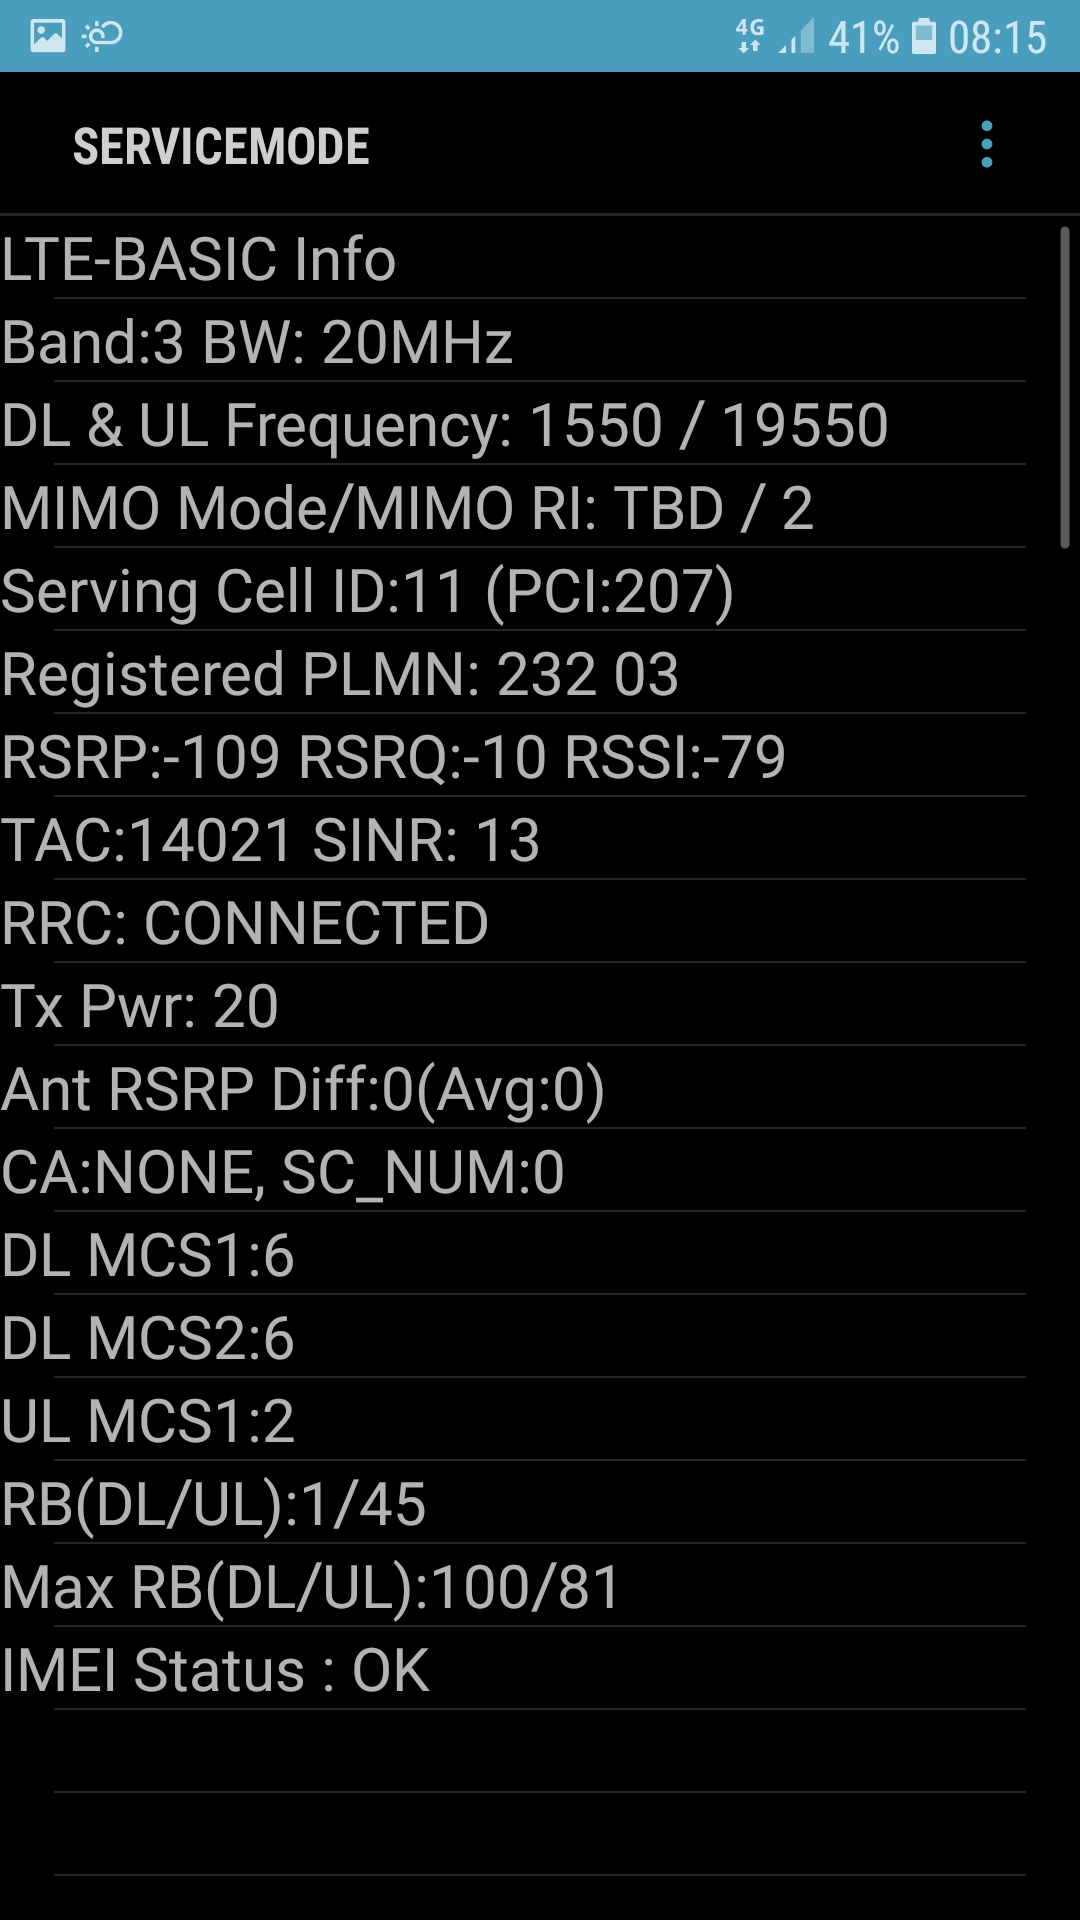 4G 41% 08:15
SERVICEMODE
LTE-BASIC Info
Band:3 BW: 20MHz
DL & UL Frequency: 1550 / 19550
MIMO Mode/MIMO RI: TBD / 2
Serving Cell ID:11 (PCI:207)
Registered PLMN: 232 03
RSRP:-109 RSRQ:-10 RSSI:-79
TAC:14021 SINR: 13
RRC: CONNECTED
Tx Pwr: 20
Ant RSRP Diff:0(Avg:0)
CA:NONE, SC_NUM:0
DL MCS1:6
DL MCS2:6
UL MCS1:2
RB(DL/UL):1/45
Max RB(DL/UL):100/81
IMEI Status : OK